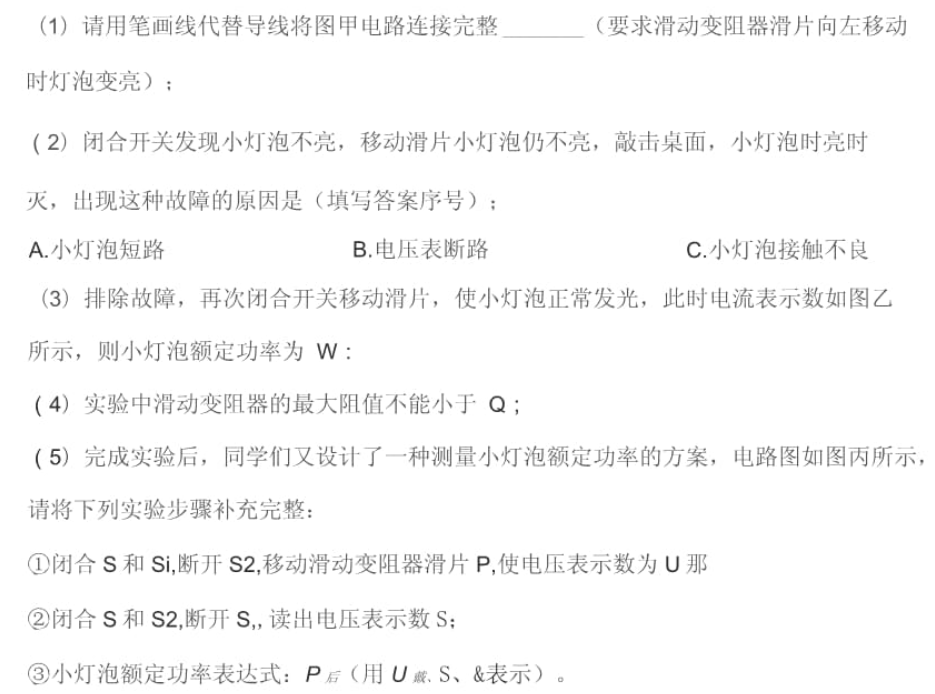 （1）请用笔画线代替导线将图甲电路连接完整_______（要求滑动变阻器滑片向左移动
时灯泡变亮）；
（2）闭合开关发现小灯泡不亮，移动滑片小灯泡仍不亮，敲击桌面，小灯泡时亮时
灭，出现这种故障的原因是（填写答案序号）；
A.小灯泡短路 B.电压表断路 C.小灯泡接触不良
（3）排除故障，再次闭合开关移动滑片，使小灯泡正常发光，此时电流表示数如图乙
所示，则小灯泡额定功率为 W：
（4）实验中滑动变阻器的最大阻值不能小于 Q；
（5）完成实验后，同学们又设计了一种测量小灯泡额定功率的方案，电路图如图丙所示，
请将下列实验步骤补充完整：
①闭合 S 和 Si,断开 S2,移动滑动变阻器滑片 P,使电压表示数为 U 那
②闭合 S 和 S2,断开 S,, 读出电压表示数 S；
③小灯泡额定功率表达式：P 后（用 U 戴. S、&表示）。